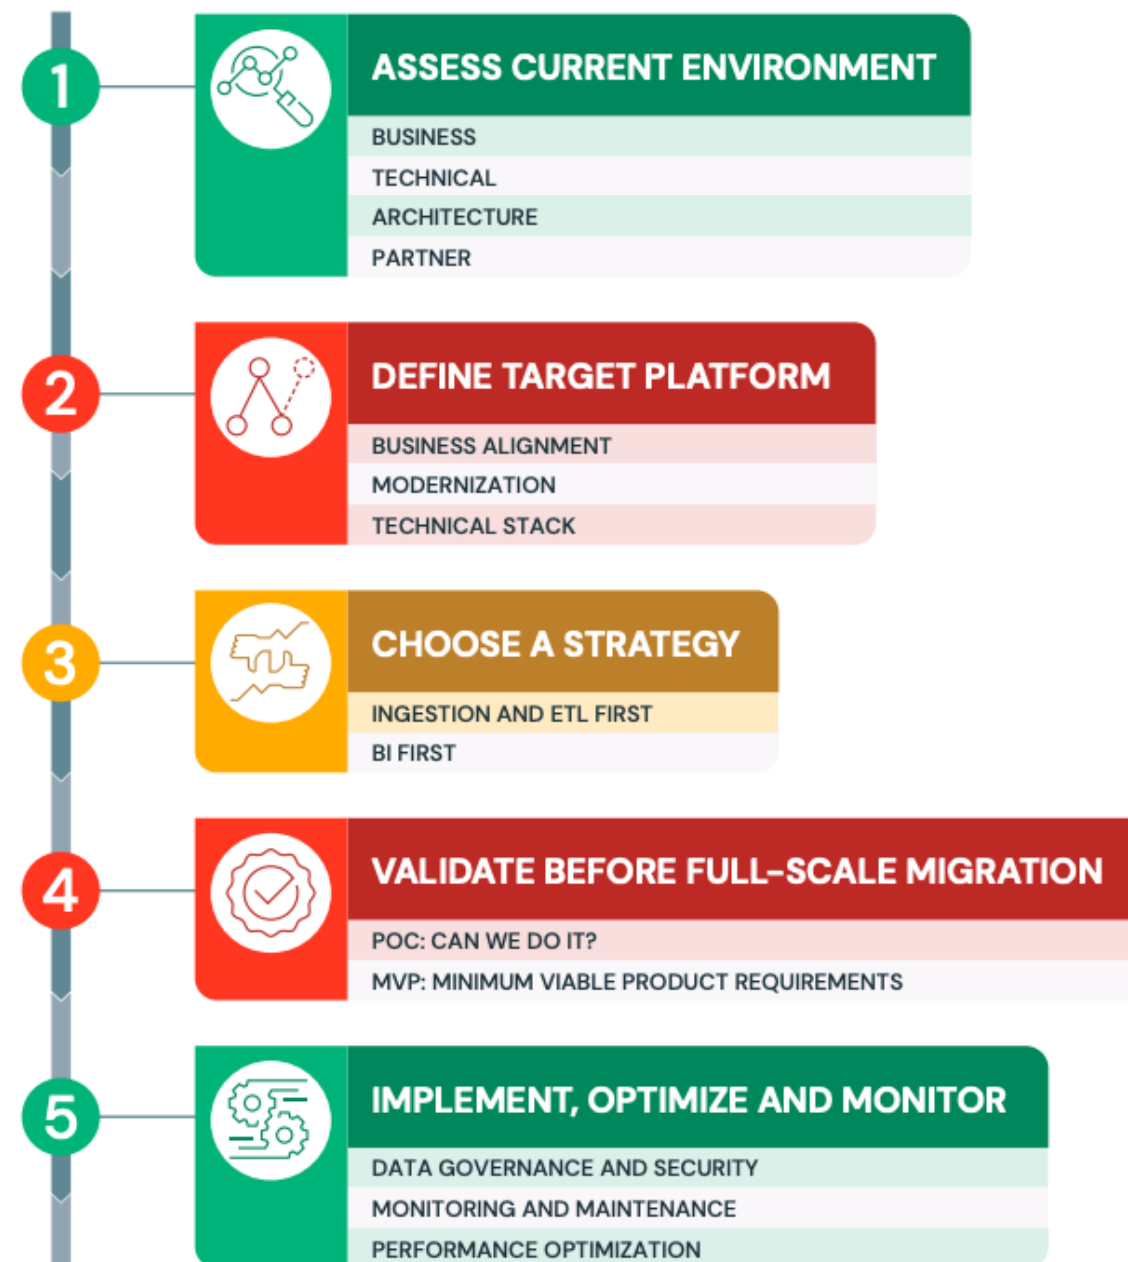 1
ASSESS CURRENT ENVIRONMENT
BUSINESS
TECHNICAL
ARCHITECTURE
PARTNER
2
DEFINE TARGET PLATFORM
BUSINESS ALIGNMENT
MODERNIZATION
TECHNICAL STACK
3
CHOOSE A STRATEGY
INGESTION AND ETL FIRST
BI FIRST
4
VALIDATE BEFORE FULL-SCALE MIGRATION
POC: CAN WE DO IT?
MVP: MINIMUM VIABLE PRODUCT REQUIREMENTS
5
IMPLEMENT, OPTIMIZE AND MONITOR
DATA GOVERNANCE AND SECURITY
MONITORING AND MAINTENANCE
PERFORMANCE OPTIMIZATION